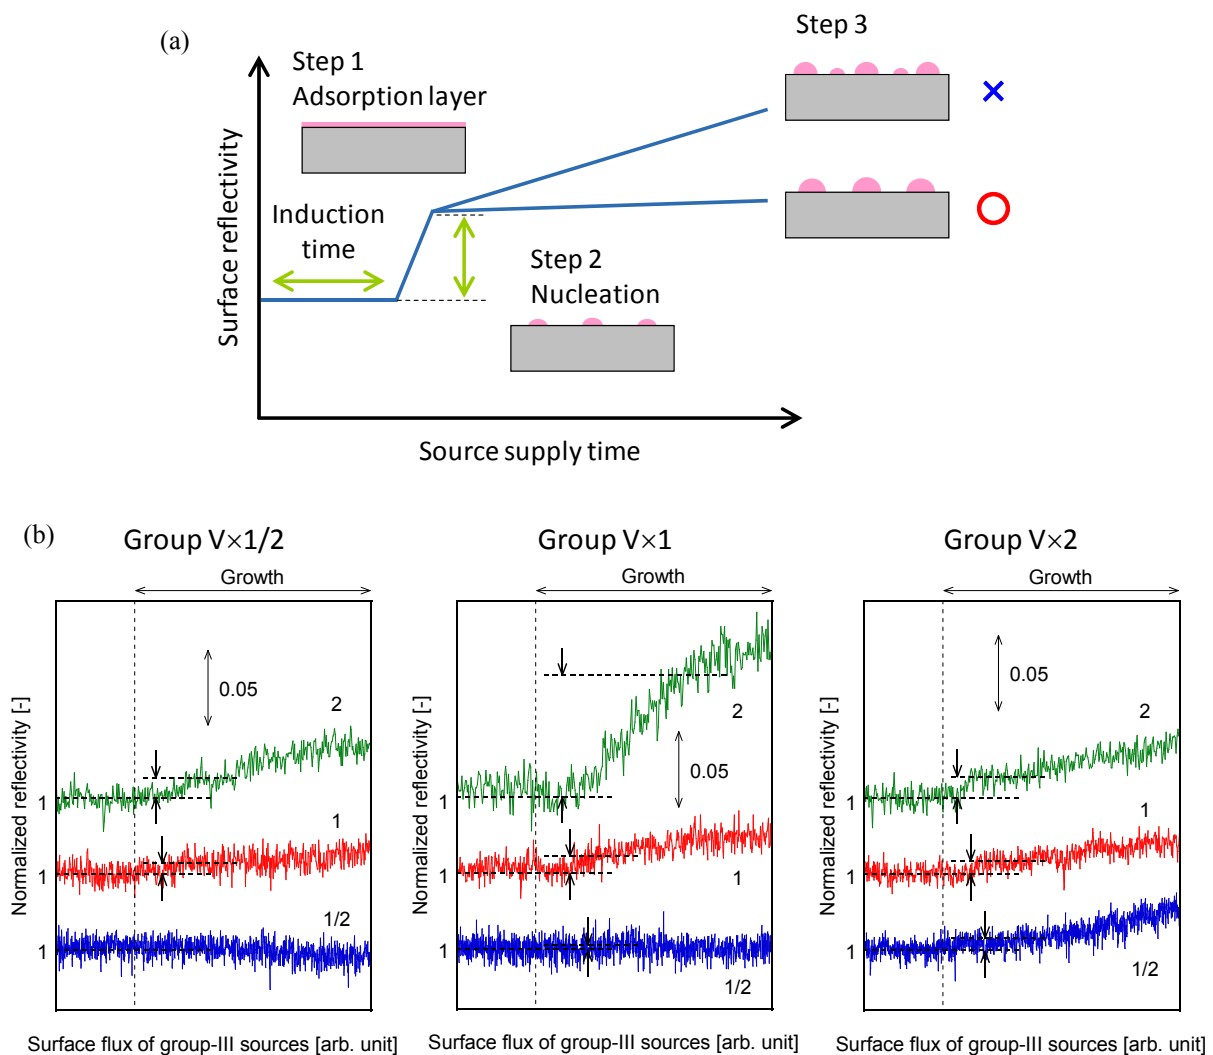 (a)
Step 1
Adsorption layer
Step 3
Surface reflectivity
Induction
time
Step 2
Nucleation
Source supply time
(b)
Group V×1/2
Group V×1
Group V×2
Growth
Growth
Growth
Normalized reflectivity [-]
0.05
2
1
1
1
1/2
1
Normalized reflectivity [-]
2
0.05
1
1
1
1
1/2
Normalized reflectivity [-]
0.05
2
1
1
1
1
1/2
Surface flux of group-III sources [arb. unit]
Surface flux of group-III sources [arb. unit]
Surface flux of group-III sources [arb. unit]